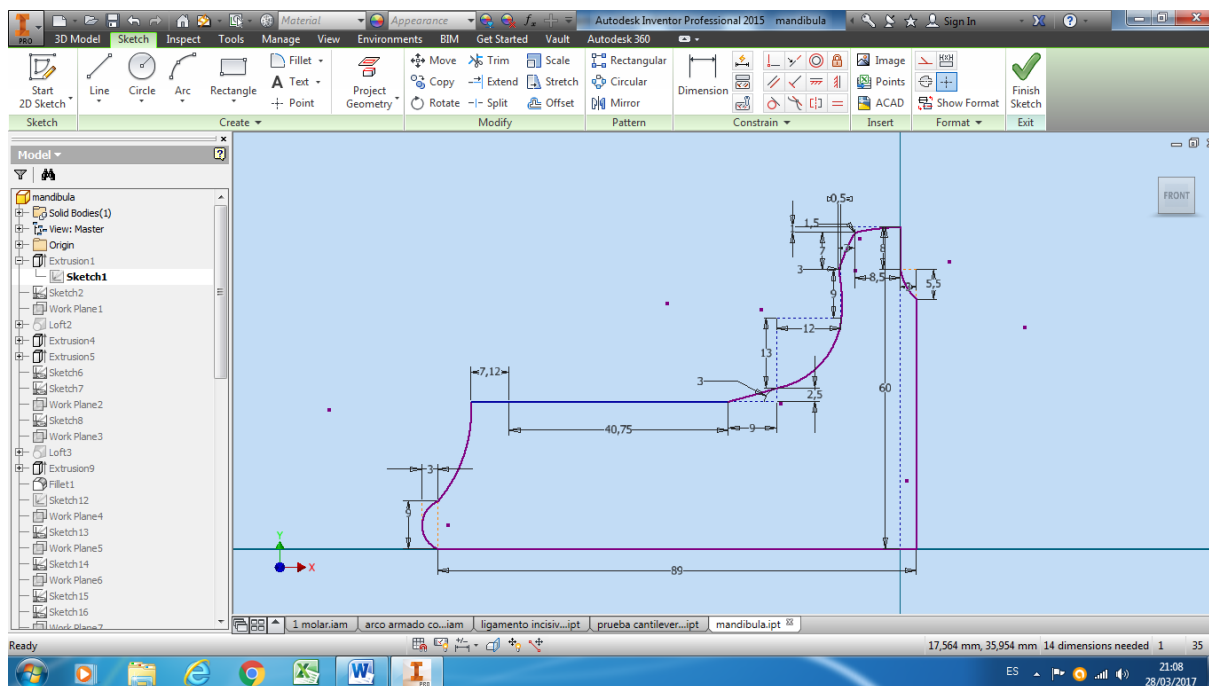 Material Appearance Autodesk Inventor Professional 2015 mandibula Sign In
PRO 3D Model Sketch Inspect Tools Manage View Environments BIM Get Started Vault Autodesk 360
Start 2D Sketch Line Circle Arc Rectangle Fillet Text Point Project Geometry Move Trim Scale Rectangular Dimension Image Finish Sketch
Copy Extend Stretch Circular Points
Rotate Split Offset Mirror ACAD Show Format
Sketch Create Modify Pattern Constrain Insert Format Exit
Model
mandibula
Solid Bodies(1)
View: Master
Origin
Extrusion1
Sketch1
Sketch2
Work Plane1
Loft2
Extrusion4
Extrusion5
Sketch6
Sketch7
Work Plane2
Sketch8
Work Plane3
Loft3
Extrusion9
Fillet1
Sketch12
Work Plane4
Sketch13
Work Plane5
Sketch14
Work Plane6
Sketch15
Sketch16
Work Plane7
FRONT
0,5
1,5
7
8
3
8,5
5,5
9
12
13
7,12
3
2,5
60
40,75
9
3
9
89
Y
X
1 molar.iam arco armado co...iam ligamento incisiv...ipt prueba cantilever...ipt mandibula.ipt
Ready 17,564 mm, 35,954 mm 14 dimensions needed 1 35
PRO ES 21:08
28/03/2017